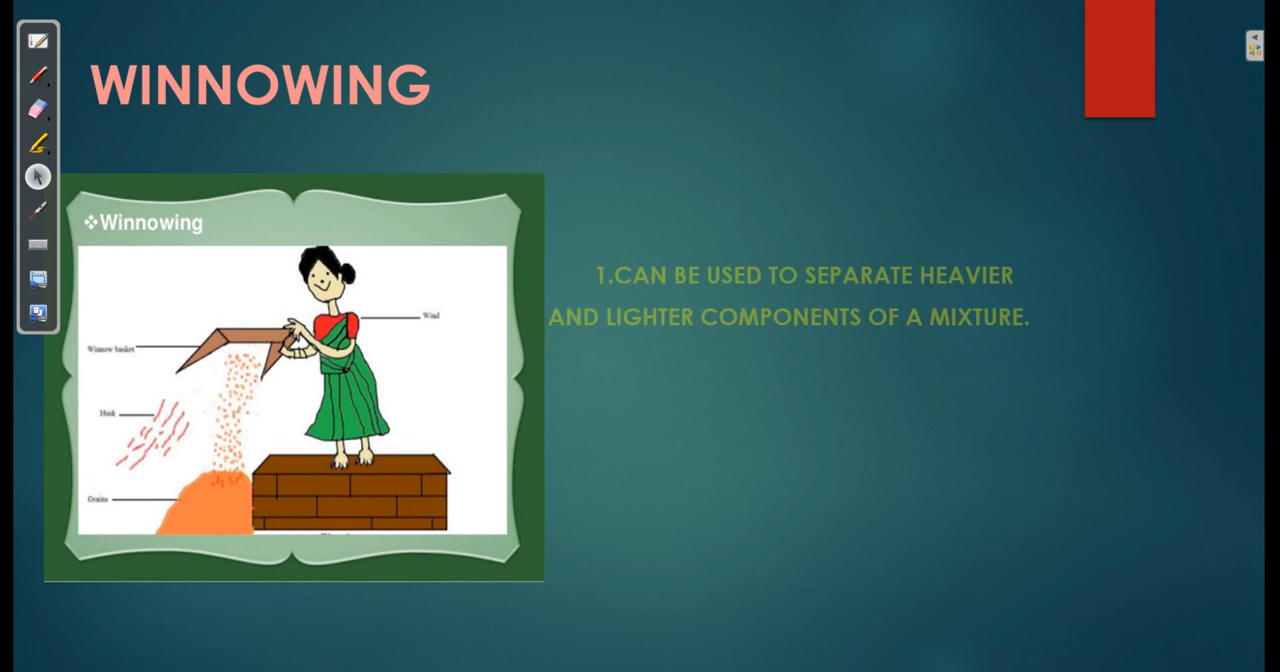 WINNOWING
❖Winnowing
Wind
Winnow basket
Husk
Grains
1.CAN BE USED TO SEPARATE HEAVIER
AND LIGHTER COMPONENTS OF A MIXTURE.